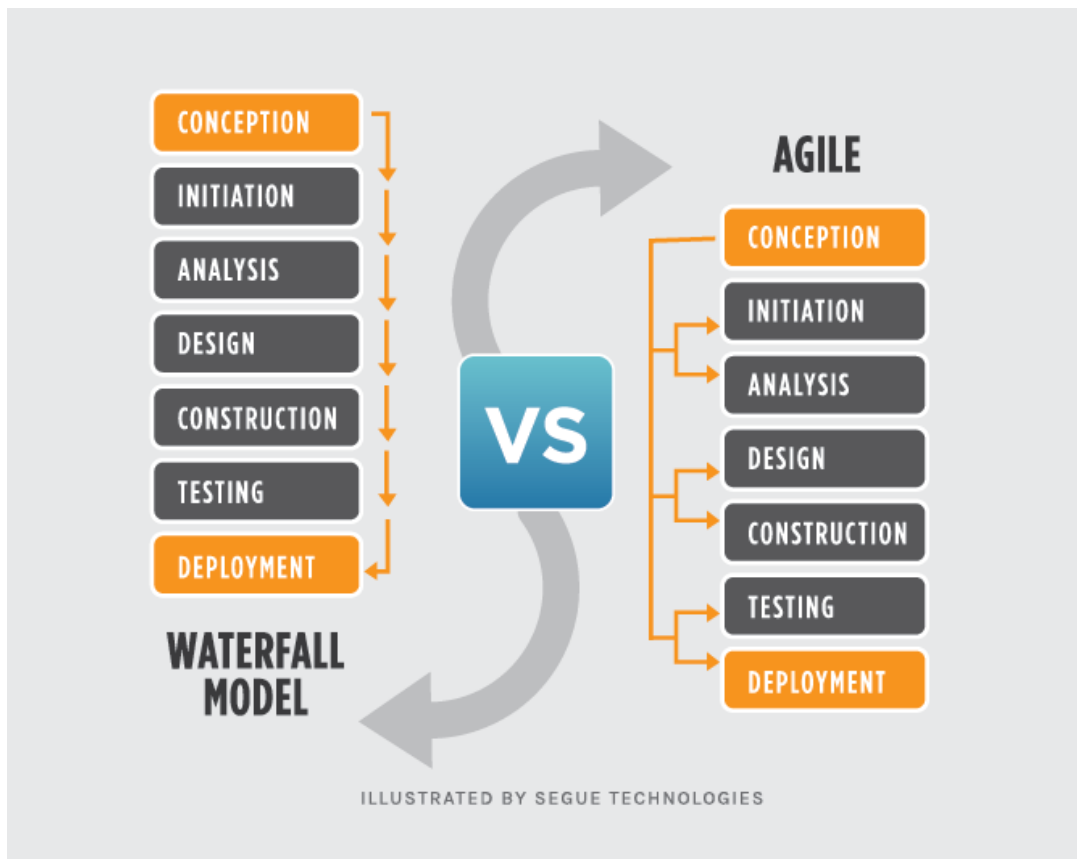 CONCEPTION
INITIATION
ANALYSIS
DESIGN
CONSTRUCTION
TESTING
DEPLOYMENT
WATERFALL
MODEL
VS
AGILE
CONCEPTION
INITIATION
ANALYSIS
DESIGN
CONSTRUCTION
TESTING
DEPLOYMENT
ILLUSTRATED BY SEGUE TECHNOLOGIES